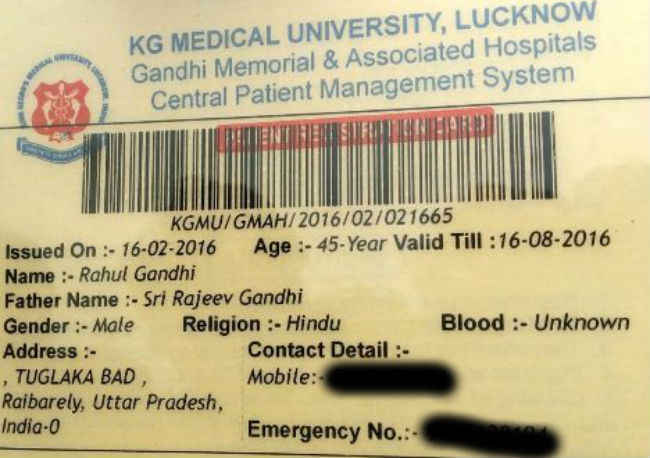 KG MEDICAL UNIVERSITY, LUCKNOW
Gandhi Memorial & Associated Hospitals
Central Patient Management System
PATIENT REGISTRATION CARD
KGMU/GMAH/2016/02/021665
Issued On :- 16-02-2016 Age :- 45-Year Valid Till :16-08-2016
Name :- Rahul Gandhi
Father Name :- Sri Rajeev Gandhi
Gender :- Male Religion :- Hindu Blood :- Unknown
Address :- Contact Detail :-
, TUGLAKA BAD , Mobile:-
Raibarely, Uttar Pradesh,
India-0 Emergency No.:-